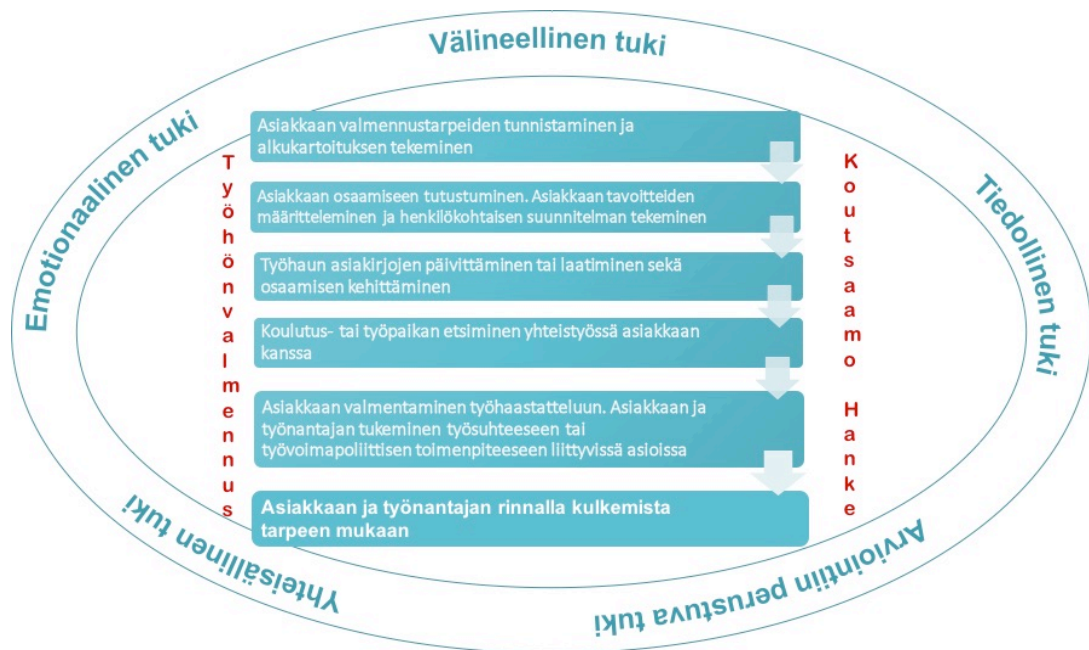 Välineellinen tuki
Emotionaalinen tuki
Tiedollinen tuki
Työhönvalmennus
Asiakkaan valmennustarpeiden tunnistaminen ja
alkukartoituksen tekeminen
Asiakkaan osaamiseen tutustuminen. Asiakkaan tavoitteiden
määritteleminen ja henkilökohtaisen suunnitelman tekeminen
Työhaun asiakirjojen päivittäminen tai laatiminen sekä
osaamisen kehittäminen
Koulutus- tai työpaikan etsiminen yhteistyössä asiakkaan
kanssa
Asiakkaan valmentaminen työhaastatteluun. Asiakkaan ja
työnantajan tukeminen työsuhteeseen tai
työvoimapoliittisen toimenpiteeseen liittyvissä asioissa
Asiakkaan ja työnantajan rinnalla kulkemista
tarpeen mukaan
Koutsaamo Hanke
Yhteisällinen tuki
Arviointiin perustuva tuki